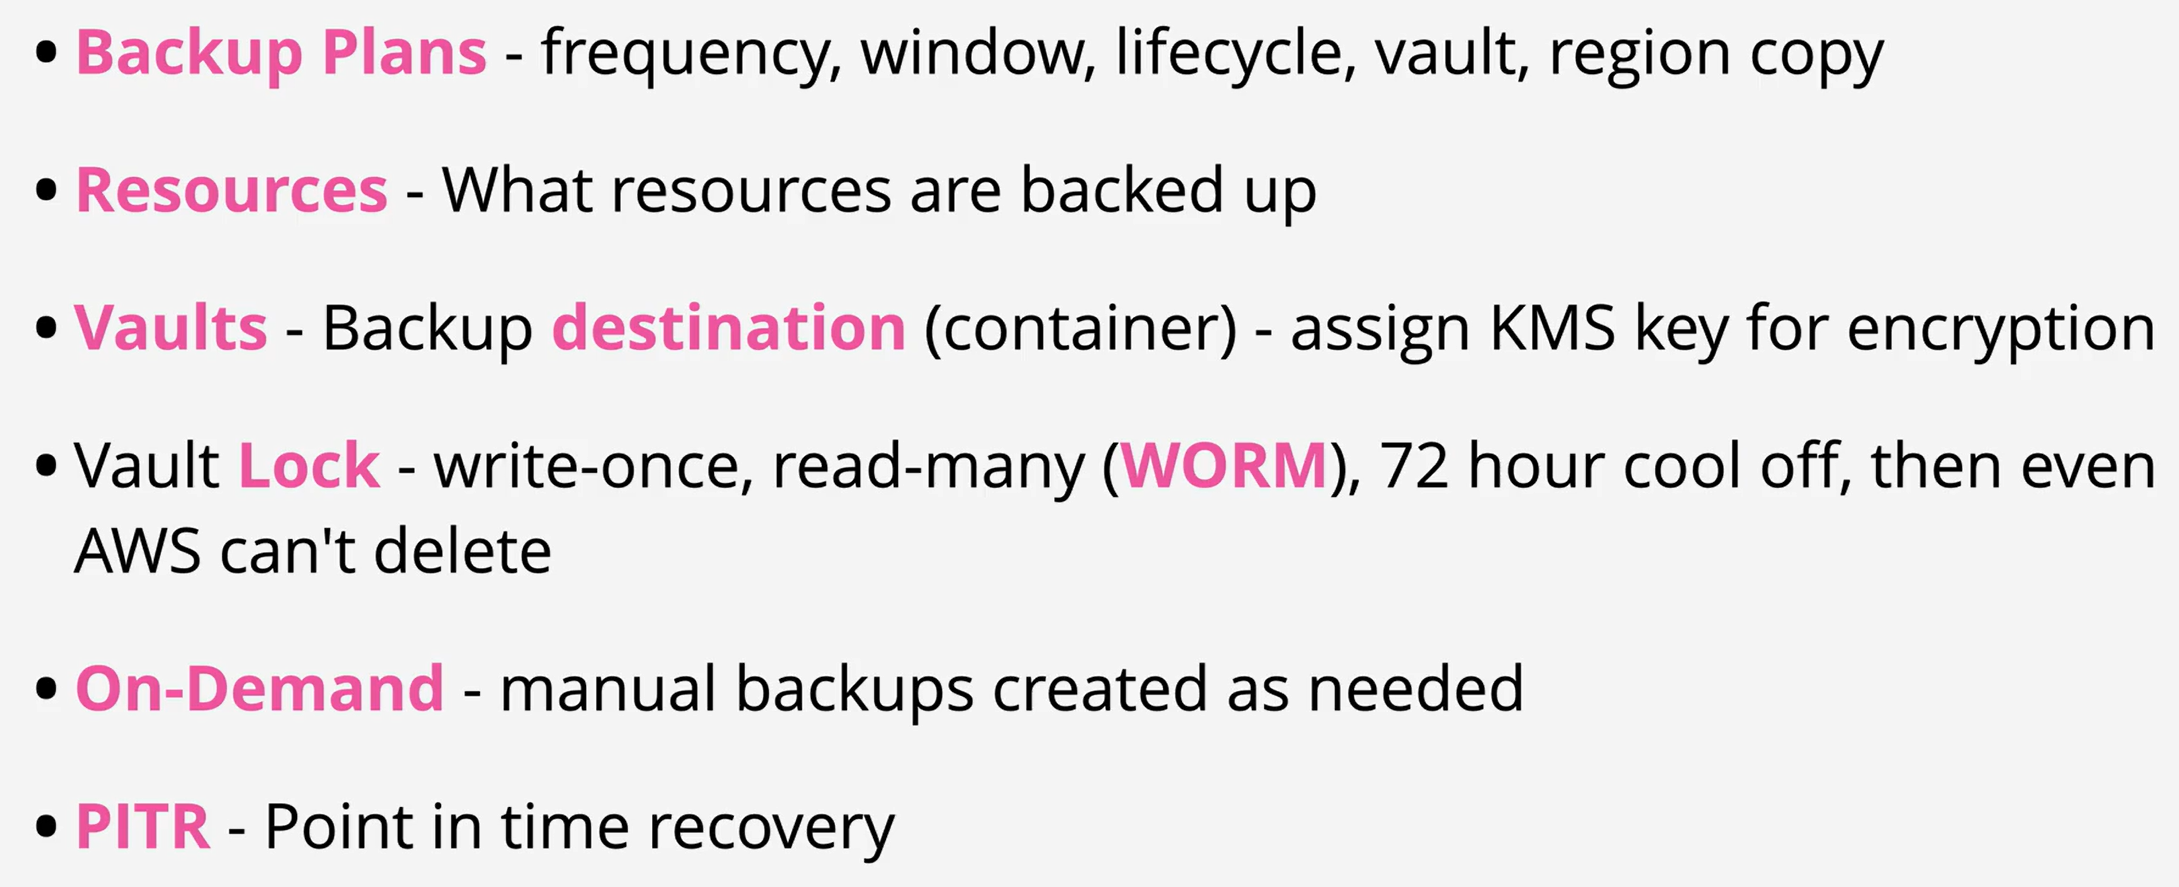 • Backup Plans - frequency, window, lifecycle, vault, region copy
• Resources - What resources are backed up
• Vaults - Backup destination (container) - assign KMS key for encryption
• Vault Lock - write-once, read-many (WORM), 72 hour cool off, then even
AWS can't delete
• On-Demand - manual backups created as needed
• PITR - Point in time recovery